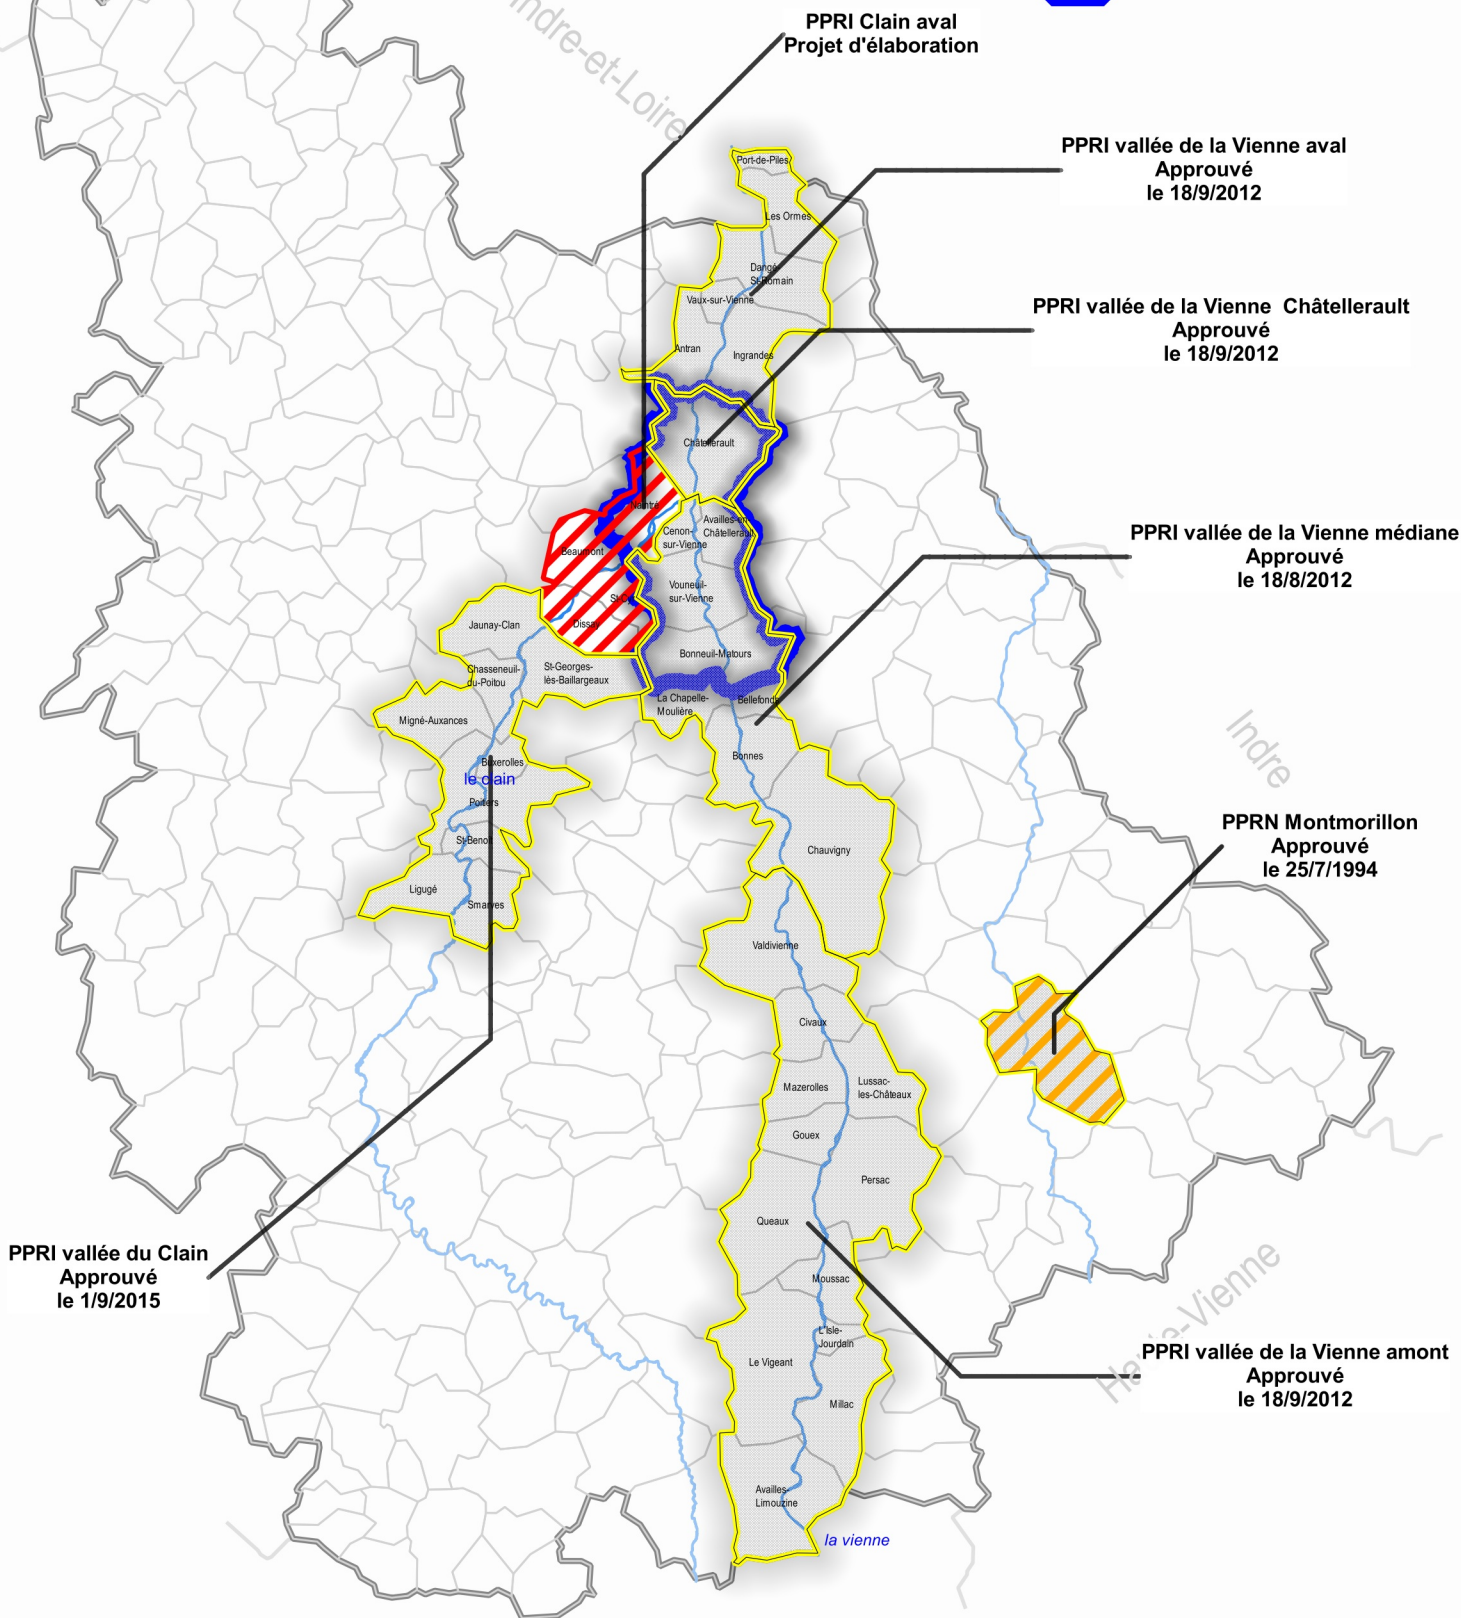 PPRI Clain aval
Projet d'élaboration
Indre-et-Loire
PPRI vallée de la Vienne aval
Approuvé
le 18/9/2012
Port-de-Piles
Les Ormes
Dangé-
St-Romain
Vaux-sur-Vienne
Antran
Ingrandes
PPRI vallée de la Vienne Châtellerault
Approuvé
le 18/9/2012
Châtellerault
Naintré
Cenon-
sur-Vienne
Availles-en-
Châtellerault
Beaumont
PPRI vallée de la Vienne médiane
Approuvé
le 18/8/2012
Vouneuil-
sur-Vienne
St-Cyr
Dissay
Jaunay-Clan
Bonneuil-Matours
Chasseneuil-
du-Poitou
St-Georges-
lès-Baillargeaux
La Chapelle-
Moulière
Bellefonds
Migné-Auxances
Bonnes
Buxerolles
le clain
Poitiers
St-Benoit
Indre
Chauvigny
PPRN Montmorillon
Approuvé
le 25/7/1994
Ligugé
Smarves
Valdivienne
Civaux
Mazerolles
Lussac-
les-Châteaux
Gouex
Persac
Queaux
PPRI vallée du Clain
Approuvé
le 1/9/2015
Moussac
L'Isle-
Jourdain
Haute-Vienne
PPRI vallée de la Vienne amont
Approuvé
le 18/9/2012
Le Vigeant
Millac
Availles-
Limouzine
la vienne